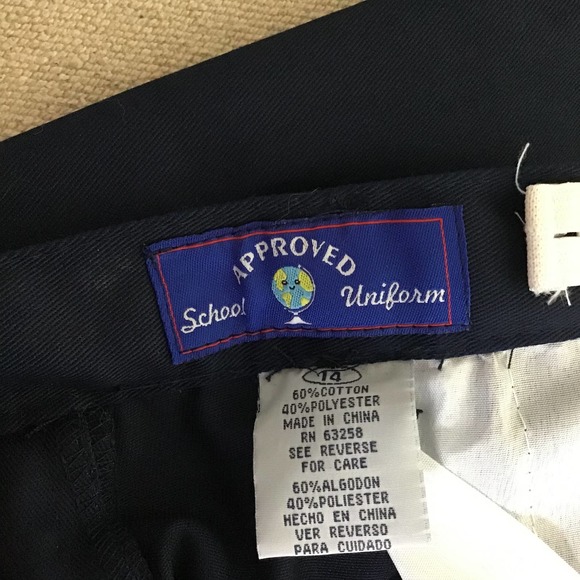 APPROVED
School Uniform
14
60%COTTON
40%POLYESTER
MADE IN CHINA
RN 63258
SEE REVERSE
FOR CARE
60%ALGODON
40%POLIESTER
HECHO EN CHINA
VER REVERSO
PARA CUIDADO